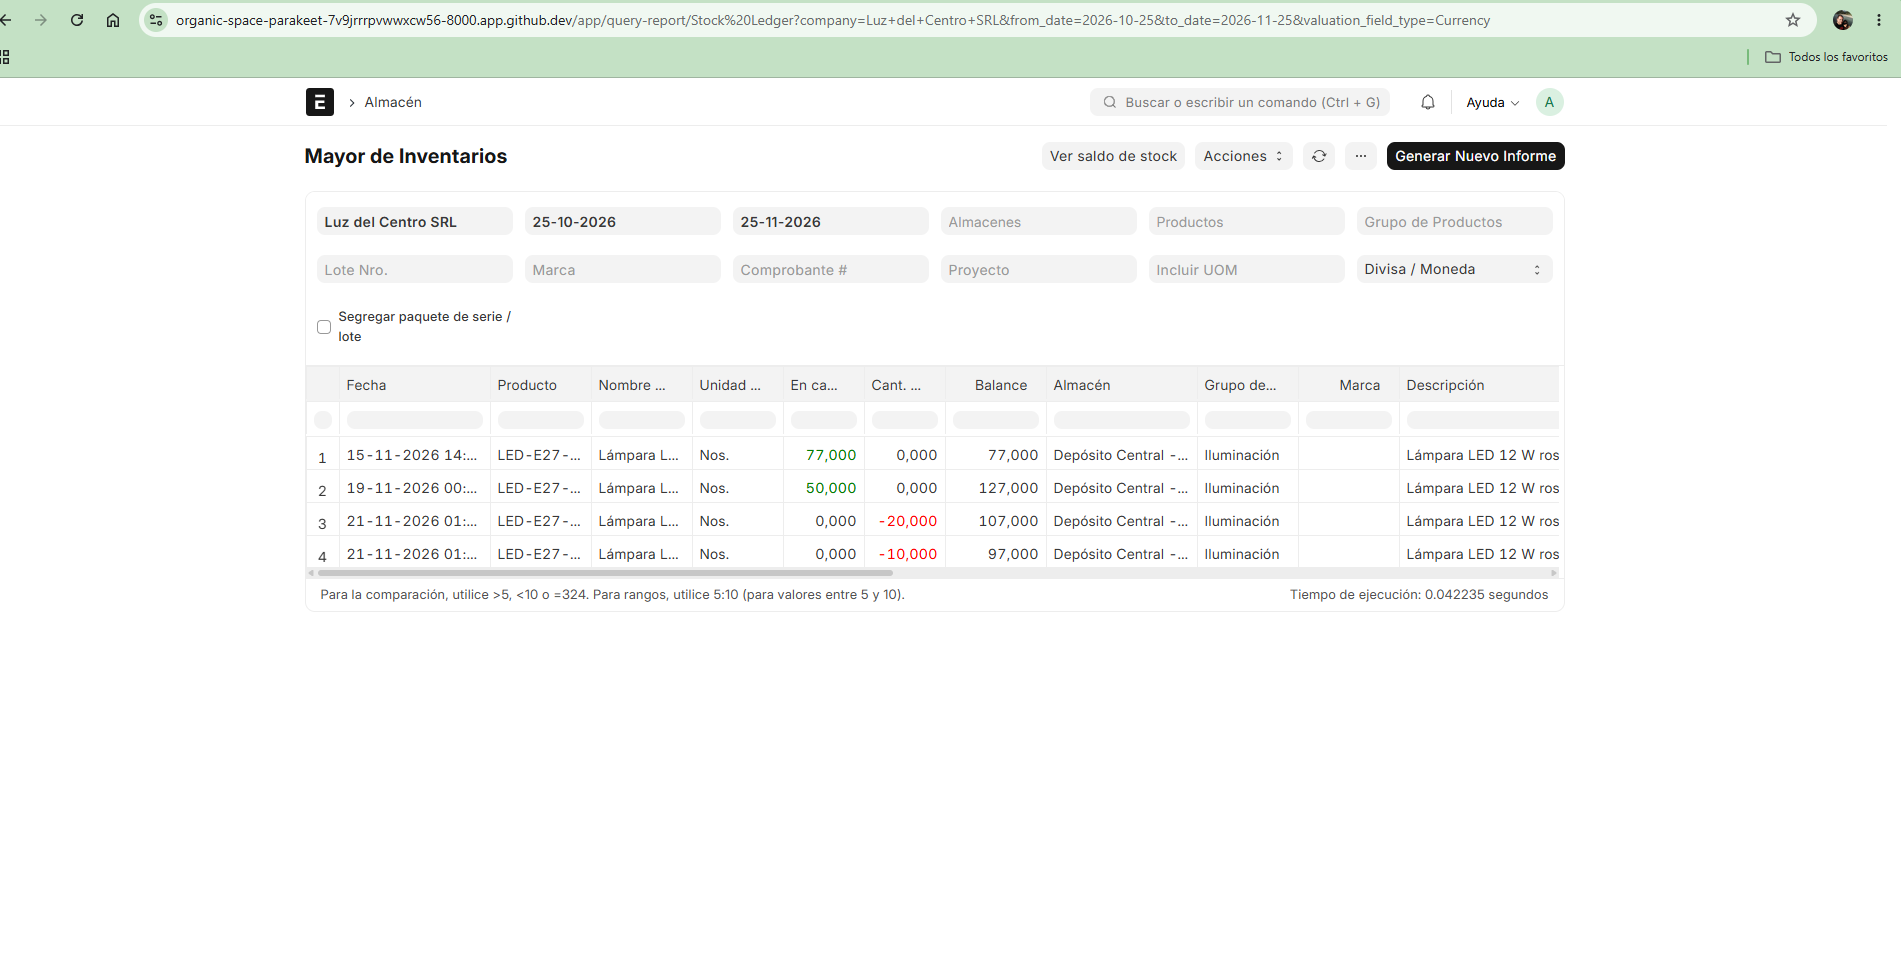 organic-space-parakeet-7v9jrrrpvwwxcw56-8000.app.github.dev/app/query-report/Stock%20Ledger?company=Luz+del+Centro+SRL&from_date=2026-10-25&to_date=2026-11-25&valuation_field_type=Currency
Todos los favoritos
E > Almacén Buscar o escribir un comando (Ctrl + G) Ayuda A
Mayor de Inventarios Ver saldo de stock Acciones ... Generar Nuevo Informe
Luz del Centro SRL 25-10-2026 25-11-2026 Almacenes Productos Grupo de Productos
Lote Nro. Marca Comprobante # Proyecto Incluir UOM Divisa / Moneda
Segregar paquete de serie /
lote
Fecha Producto Nombre ... Unidad ... En ca... Cant. ... Balance Almacén Grupo de... Marca Descripción
1 15-11-2026 14:... LED-E27-... Lámpara L... Nos. 77,000 0,000 77,000 Depósito Central -... Iluminación Lámpara LED 12 W ros
2 19-11-2026 00:... LED-E27-... Lámpara L... Nos. 50,000 0,000 127,000 Depósito Central -... Iluminación Lámpara LED 12 W ros
3 21-11-2026 01:... LED-E27-... Lámpara L... Nos. 0,000 -20,000 107,000 Depósito Central -... Iluminación Lámpara LED 12 W ros
4 21-11-2026 01:... LED-E27-... Lámpara L... Nos. 0,000 -10,000 97,000 Depósito Central -... Iluminación Lámpara LED 12 W ros
Para la comparación, utilice >5, <10 o =324. Para rangos, utilice 5:10 (para valores entre 5 y 10). Tiempo de ejecución: 0.042235 segundos